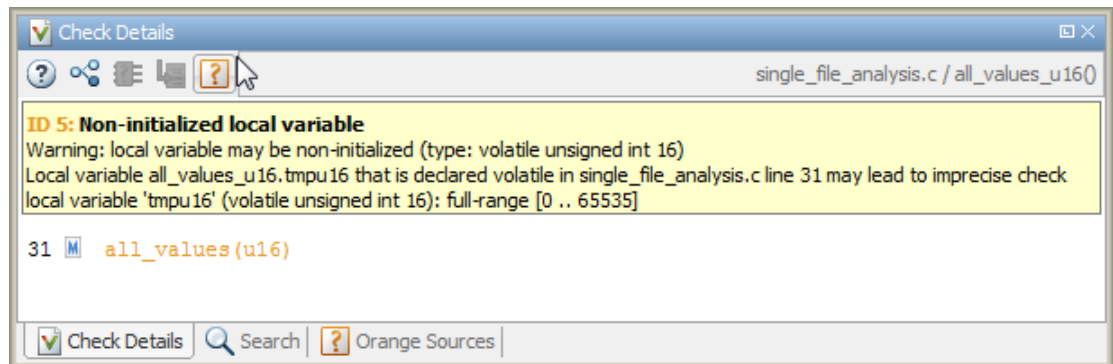 Check Details
single_file_analysis.c / all_values_u16()
ID 5: Non-initialized local variable
Warning: local variable may be non-initialized (type: volatile unsigned int 16)
Local variable all_values_u16.tmpu16 that is declared volatile in single_file_analysis.c line 31 may lead to imprecise check
local variable 'tmpu16' (volatile unsigned int 16): full-range [0 .. 65535]
31 M all_values(u16)
Check Details Search ? Orange Sources